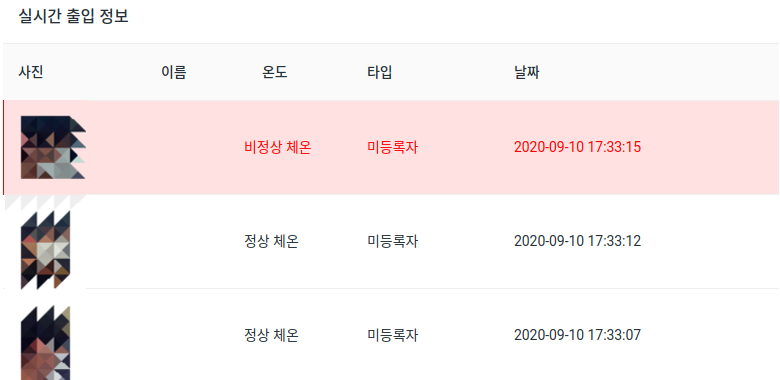 실시간 출입 정보
사진 이름 온도 타입 날짜
비정상 체온 미등록자 2020-09-10 17:33:15
정상 체온 미등록자 2020-09-10 17:33:12
정상 체온 미등록자 2020-09-10 17:33:07